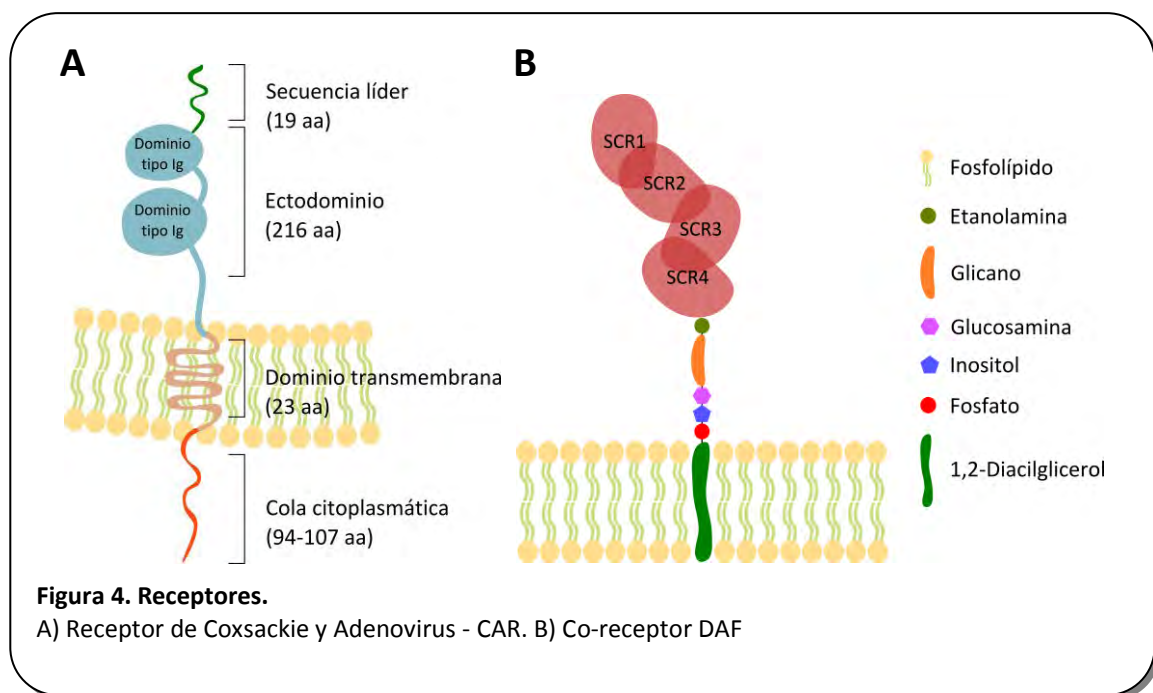 A
Secuencia líder
(19 aa)
Dominio
tipo Ig
Dominio
tipo Ig
Ectodominio
(216 aa)
Dominio transmembrana
(23 aa)
Cola citoplasmática
(94-107 aa)
B
SCR1
SCR2
SCR3
SCR4
Fosfolípido
Etanolamina
Glicano
Glucosamina
Inositol
Fosfato
1,2-Diacilglicerol
Figura 4. Receptores.
A) Receptor de Coxsackie y Adenovirus - CAR. B) Co-receptor DAF